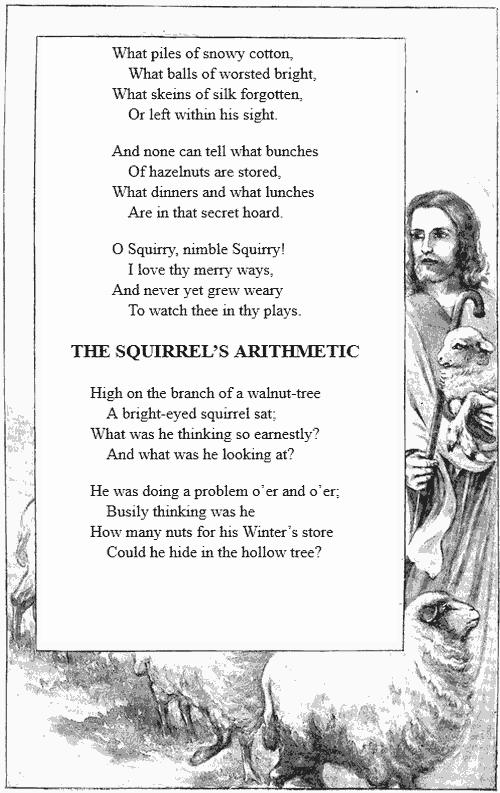 What piles of snowy cotton,
What balls of worsted bright,
What skeins of silk forgotten,
Or left within his sight.
And none can tell what bunches
Of hazelnuts are stored,
What dinners and what lunches
Are in that secret hoard.
O Squirry, nimble Squirry!
I love thy merry ways,
And never yet grew weary
To watch thee in thy plays.
THE SQUIRREL’S ARITHMETIC
High on the branch of a walnut-tree
A bright-eyed squirrel sat;
What was he thinking so earnestly?
And what was he looking at?
He was doing a problem o’er and o’er;
Busily thinking was he
How many nuts for his Winter’s store
Could he hide in the hollow tree?